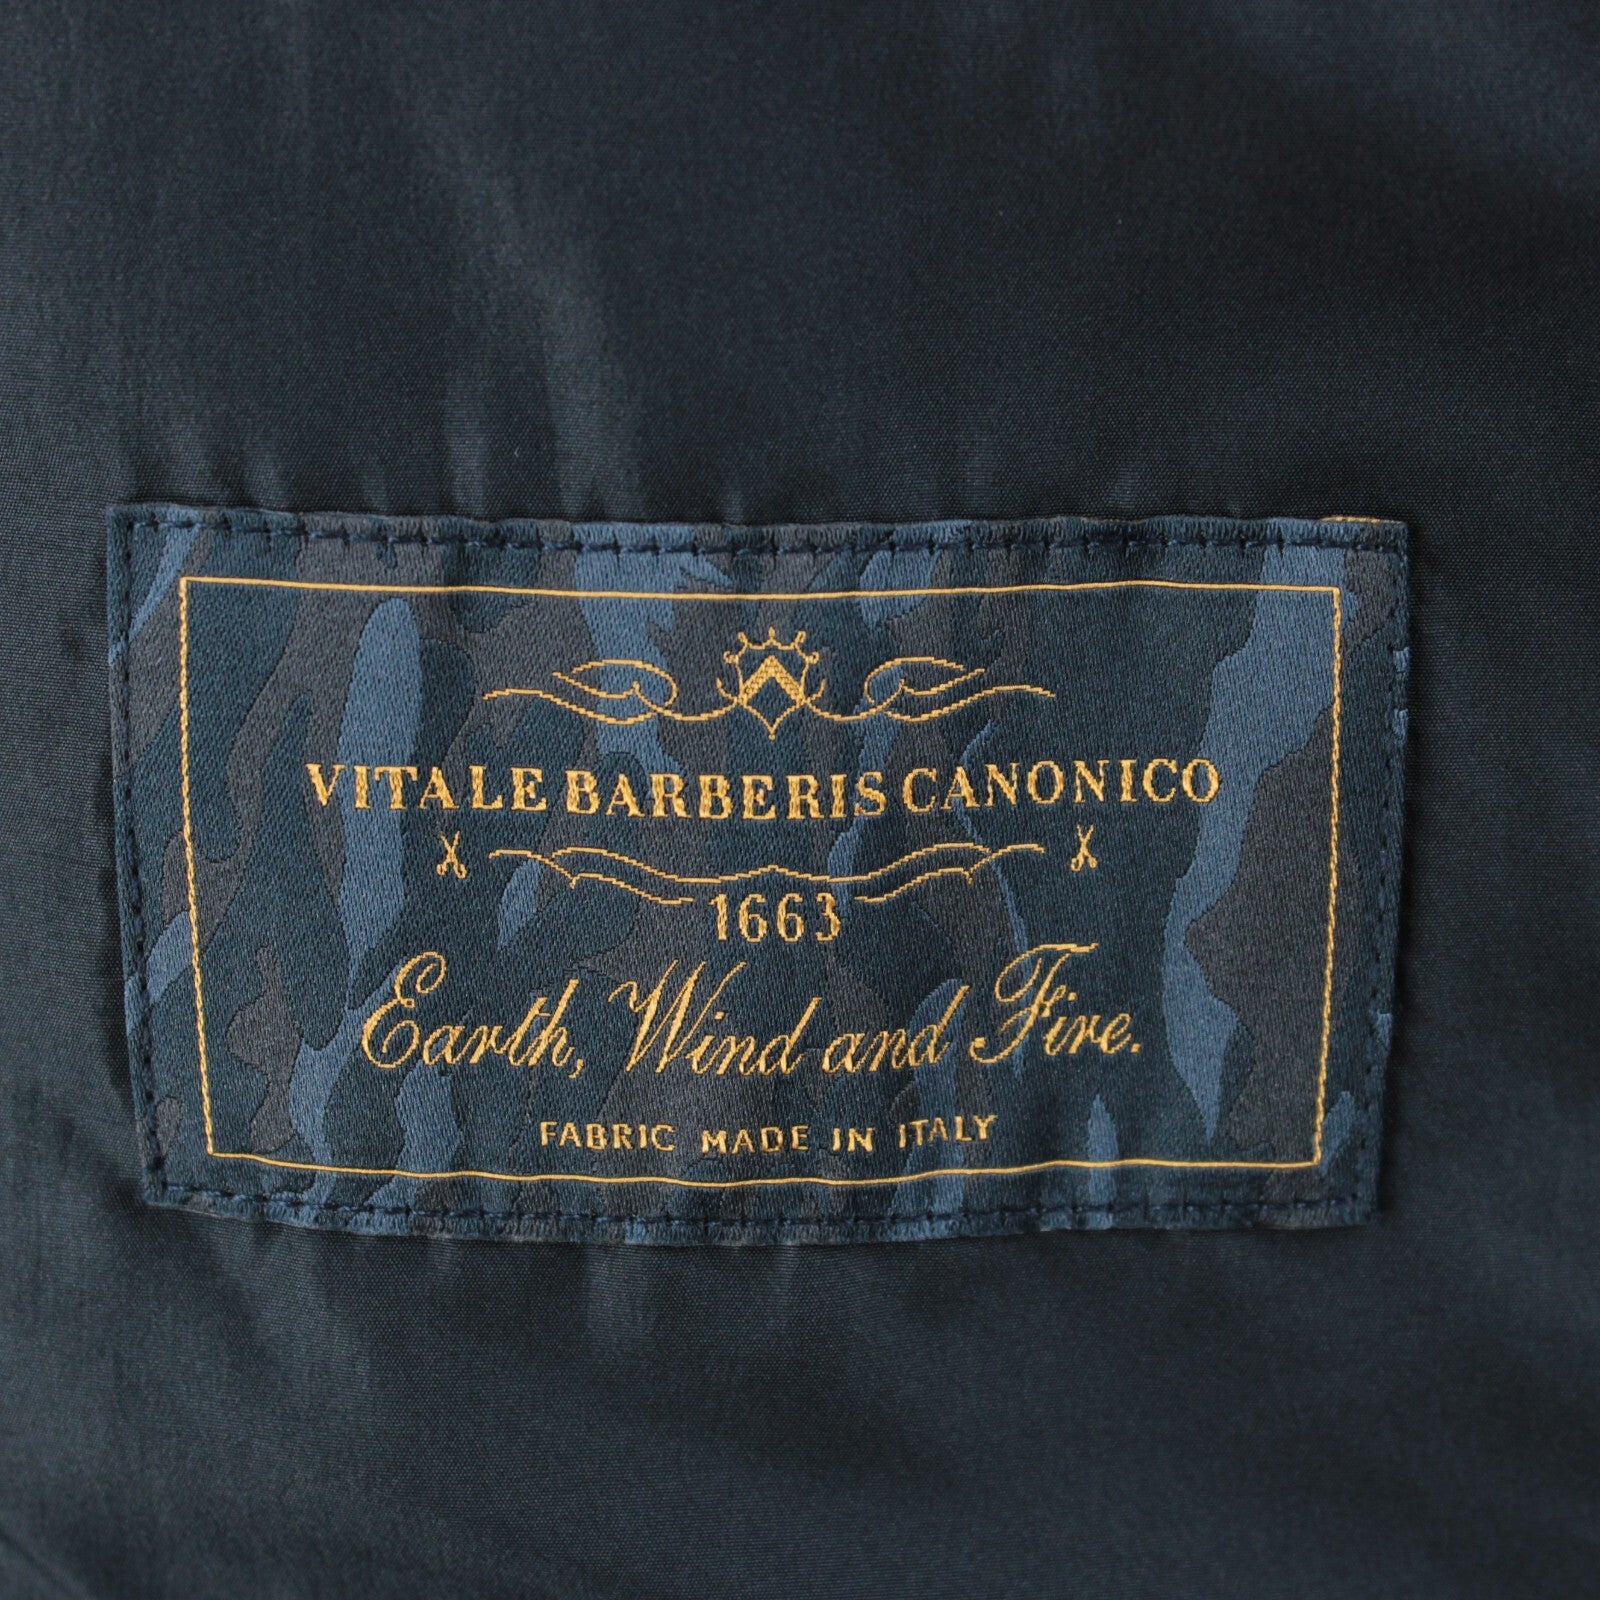 VITALE BARBERIS CANONICO
1663
Earth, Wind and Fire.
FABRIC MADE IN ITALY